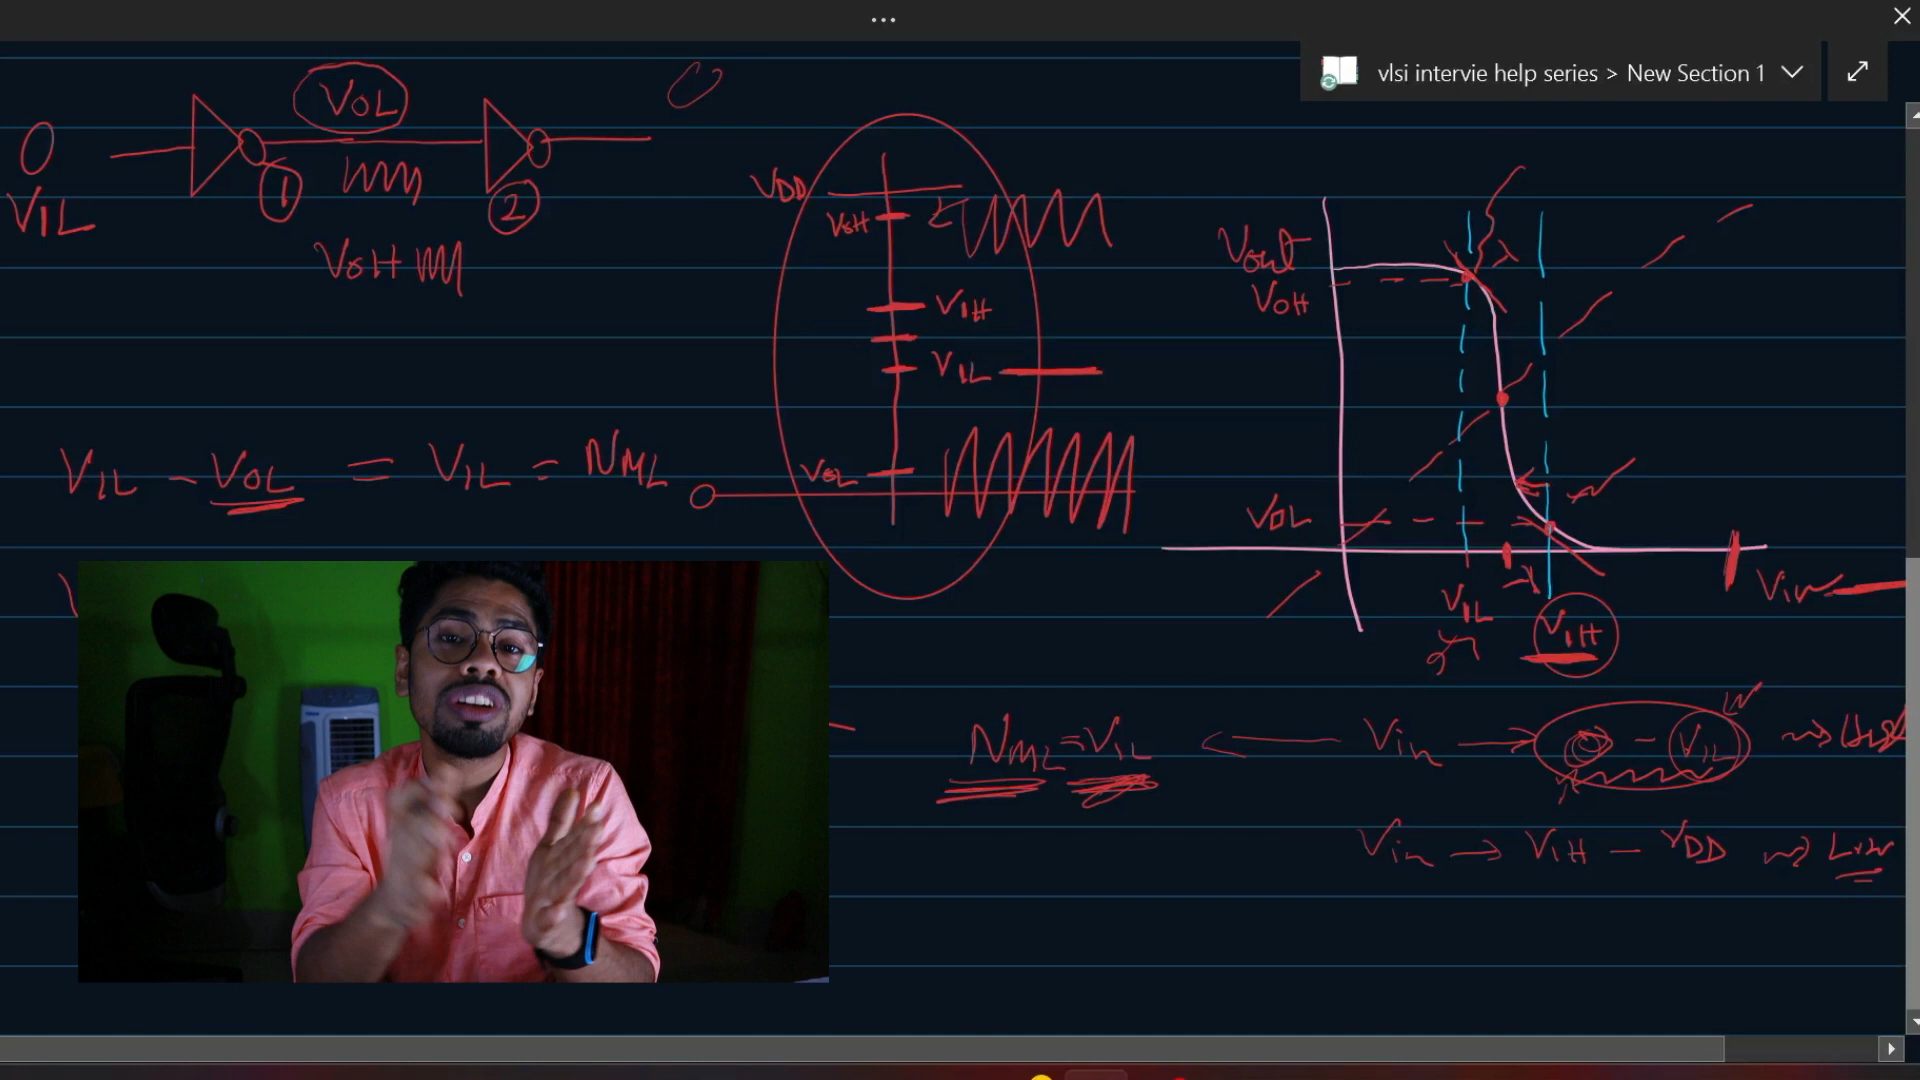 ...
vlsi intervie help series > New Section 1
VOL
VIL
1
2
VOH
VDD
VOH
VIH
VIL
VOL
VIL - VOL = VIL = NML
Vout
VOH
VOL
VIL
VIH
Vin
NML = VIL
Vin → 0 - VIL
Vin → VIH - VDD → Low